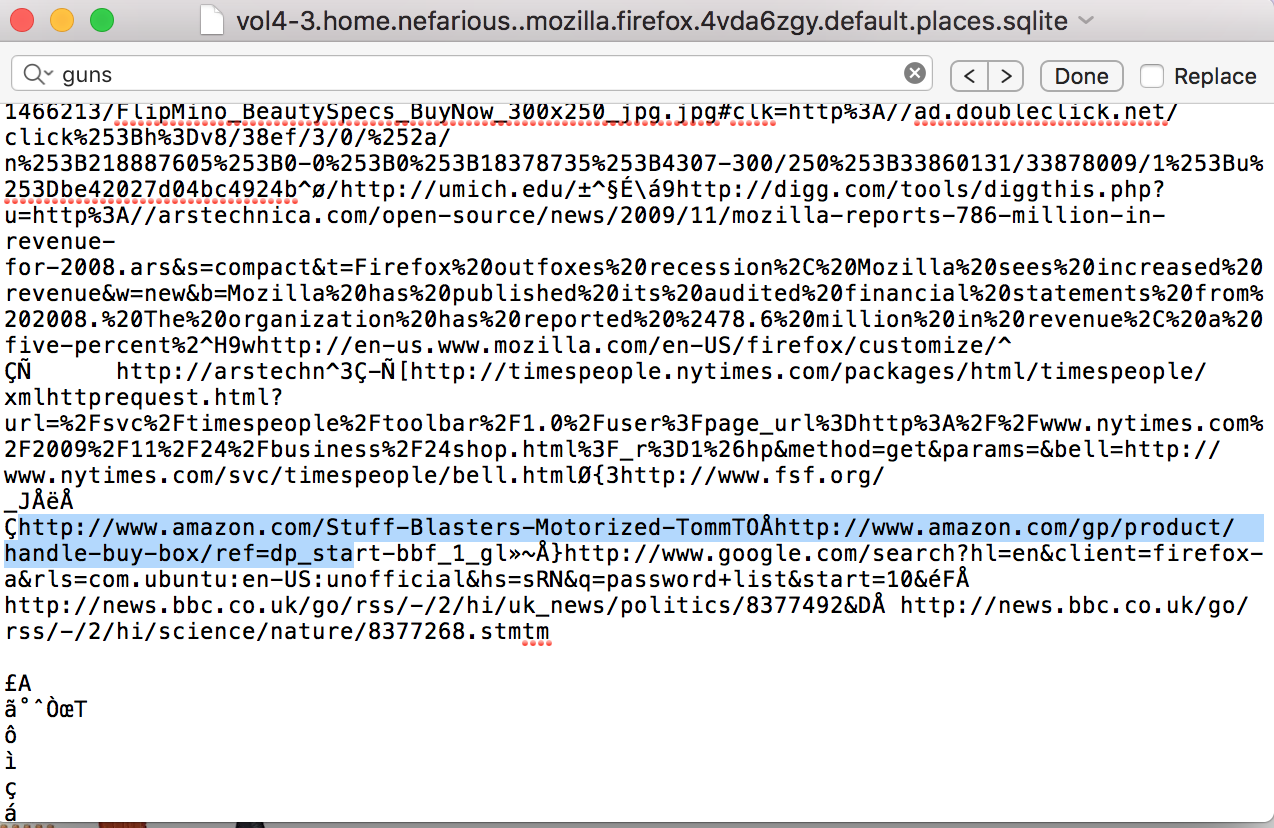 vol4-3.home.nefarious..mozilla.firefox.4vda6zgy.default.places.sqlite
guns
< > Done Replace
1466213/FlipMino_BeautySpecs_BuyNow_300x250_jpg.jpg#clk=http%3A//ad.doubleclick.net/
click%253Bh%3Dv8/38ef/3/0/%252a/
n%253B218887605%253B0-0%253B0%253B18378735%253B4307-300/250%253B33860131/33878009/1%253Bu%
253Dbe42027d04bc4924b^ø/http://umich.edu/±^§É\á9http://digg.com/tools/diggthis.php?
u=http%3A//arstechnica.com/open-source/news/2009/11/mozilla-reports-786-million-in-
revenue-
for-2008.ars&s=compact&t=Firefox%20outfoxes%20recession%2C%20Mozilla%20sees%20increased%20
revenue&w=new&b=Mozilla%20has%20published%20its%20audited%20financial%20statements%20from%
202008.%20The%20organization%20has%20reported%20%2478.6%20million%20in%20revenue%2C%20a%20
five-percent%2^H9whttp://en-us.www.mozilla.com/en-US/firefox/customize/^
ÇÑ http://arstechn^3Ç–Ñ[http://timespeople.nytimes.com/packages/html/timespeople/
xmlhttprequest.html?
url=%2Fsvc%2Ftimespeople%2Ftoolbar%2F1.0%2Fuser%3Fpage_url%3Dhttp%3A%2F%2Fwww.nytimes.com%
2F2009%2F11%2F24%2Fbusiness%2F24shop.html%3F_r%3D1%26hp&method=get&params=&bell=http://
www.nytimes.com/svc/timespeople/bell.htmlØ{3http://www.fsf.org/
_JÅëÅ
Çhttp://www.amazon.com/Stuff-Blasters-Motorized-TommTOÅhttp://www.amazon.com/gp/product/
handle-buy-box/ref=dp_start-bbf_1_gl»~Å}http://www.google.com/search?hl=en&client=firefox-
a&rls=com.ubuntu:en-US:unofficial&hs=sRN&q=password+list&start=10&éFÅ
http://news.bbc.co.uk/go/rss/-/2/hi/uk_news/politics/8377492&DÅ http://news.bbc.co.uk/go/
rss/-/2/hi/science/nature/8377268.stmtm
£A
ã°ˆÒœT
ô
ì
ç
á